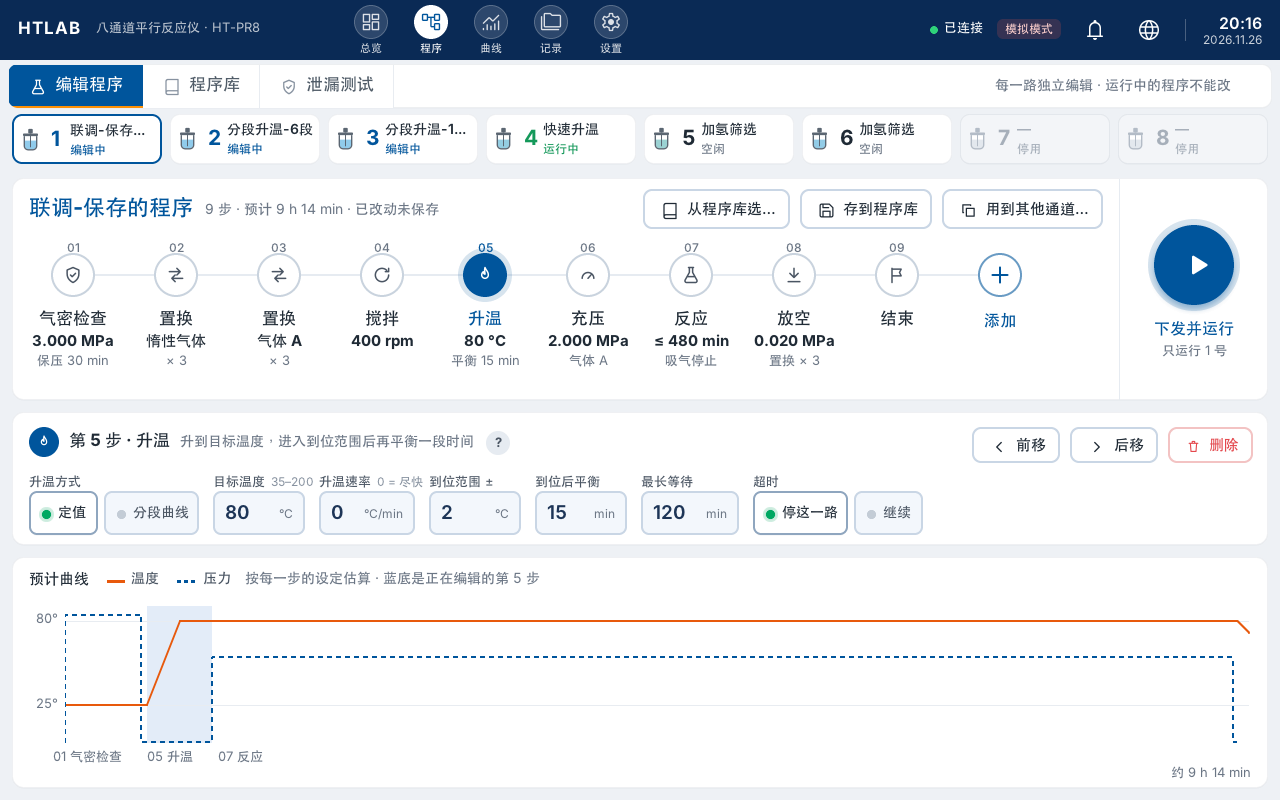 HTLAB 八通道平行反应仪 · HT-PR8
总览 程序 曲线 记录 设置
已连接 模拟模式 20:16
2026.11.26
编辑程序 程序库 泄漏测试 每一路独立编辑 · 运行中的程序不能改
1 联调-保存... 编辑中
2 分段升温-6段 编辑中
3 分段升温-1... 编辑中
4 快速升温 运行中
5 加氢筛选 空闲
6 加氢筛选 空闲
7 — 停用
8 — 停用
联调-保存的程序 9 步 · 预计 9 h 14 min · 已改动未保存
从程序库选... 存到程序库 用到其他通道...
01 02 03 04 05 06 07 08 09
气密检查 置换 置换 搅拌 升温 充压 反应 放空 结束 添加
3.000 MPa 惰性气体 气体 A 400 rpm 80 °C 2.000 MPa ≤ 480 min 0.020 MPa
保压 30 min × 3 × 3 平衡 15 min 气体 A 吸气停止 置换 × 3
下发并运行
只运行 1 号
第 5 步 · 升温 升到目标温度，进入到位范围后再平衡一段时间 ?
前移 后移 删除
升温方式 目标温度 35–200 升温速率 0 = 尽快 到位范围 ± 到位后平衡 最长等待 超时
定值 分段曲线 80 °C 0 °C/min 2 °C 15 min 120 min 停这一路 继续
预计曲线 温度 压力 按每一步的设定估算 · 蓝底是正在编辑的第 5 步
80°
25°
01 气密检查 05 升温 07 反应
约 9 h 14 min